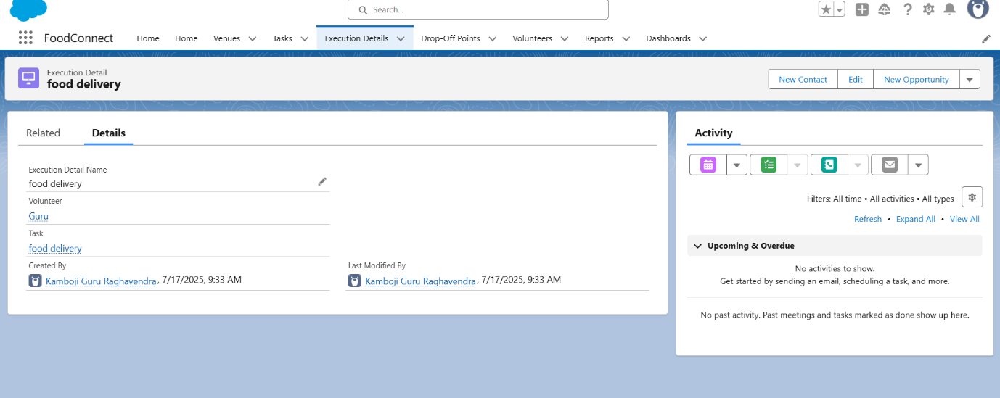 Search...
FoodConnect Home Home Venues Tasks Execution Details Drop-Off Points Volunteers Reports Dashboards
Execution Detail
food delivery
New Contact Edit New Opportunity
Related Details
Execution Detail Name
food delivery
Volunteer
Guru
Task
food delivery
Created By
Kamboji Guru Raghavendra, 7/17/2025, 9:33 AM
Last Modified By
Kamboji Guru Raghavendra, 7/17/2025, 9:33 AM
Activity
Filters: All time • All activities • All types
Refresh • Expand All • View All
Upcoming & Overdue
No activities to show.
Get started by sending an email, scheduling a task, and more.
No past activity. Past meetings and tasks marked as done show up here.